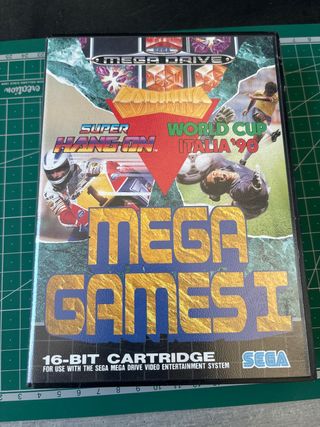 SEGA
MEGA DRIVE
COLUMNS
SUPER
HANG-ON
WORLD CUP
ITALIA '90
MEGA
GAMES I
16-BIT CARTRIDGE
FOR USE WITH THE SEGA MEGA DRIVE VIDEO ENTERTAINMENT SYSTEM
SEGA